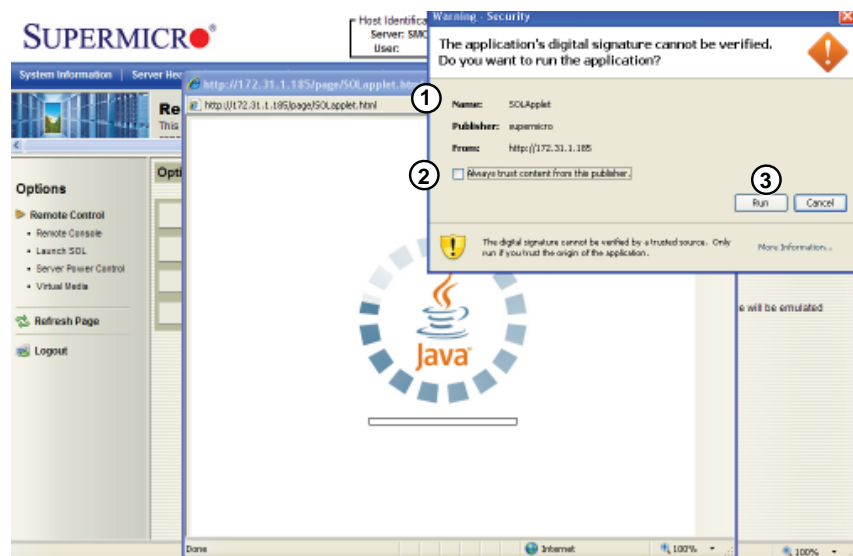 SUPERMICR®
Host Identifica
Server: SMC
User:
System Information | Server Hea
Re
This
Options
Remote Control
Remote Console
Launch SOL
Server Power Control
Virtual Media
Refresh Page
Logout
Opti
http://172.31.1.185/page/SOLapplet.htm
http://172.31.1.185/page/SOLapplet.html
Java
Done
Internet
100%
Warning - Security
The application's digital signature cannot be verified.
Do you want to run the application?
1
Name: SOLApplet
Publisher: supermicro
From: http://172.31.1.185
2
Always trust content from this publisher.
3
Run
Cancel
The digital signature cannot be verified by a trusted source. Only
run if you trust the origin of the application.
More Information...
e will be emulated
100%